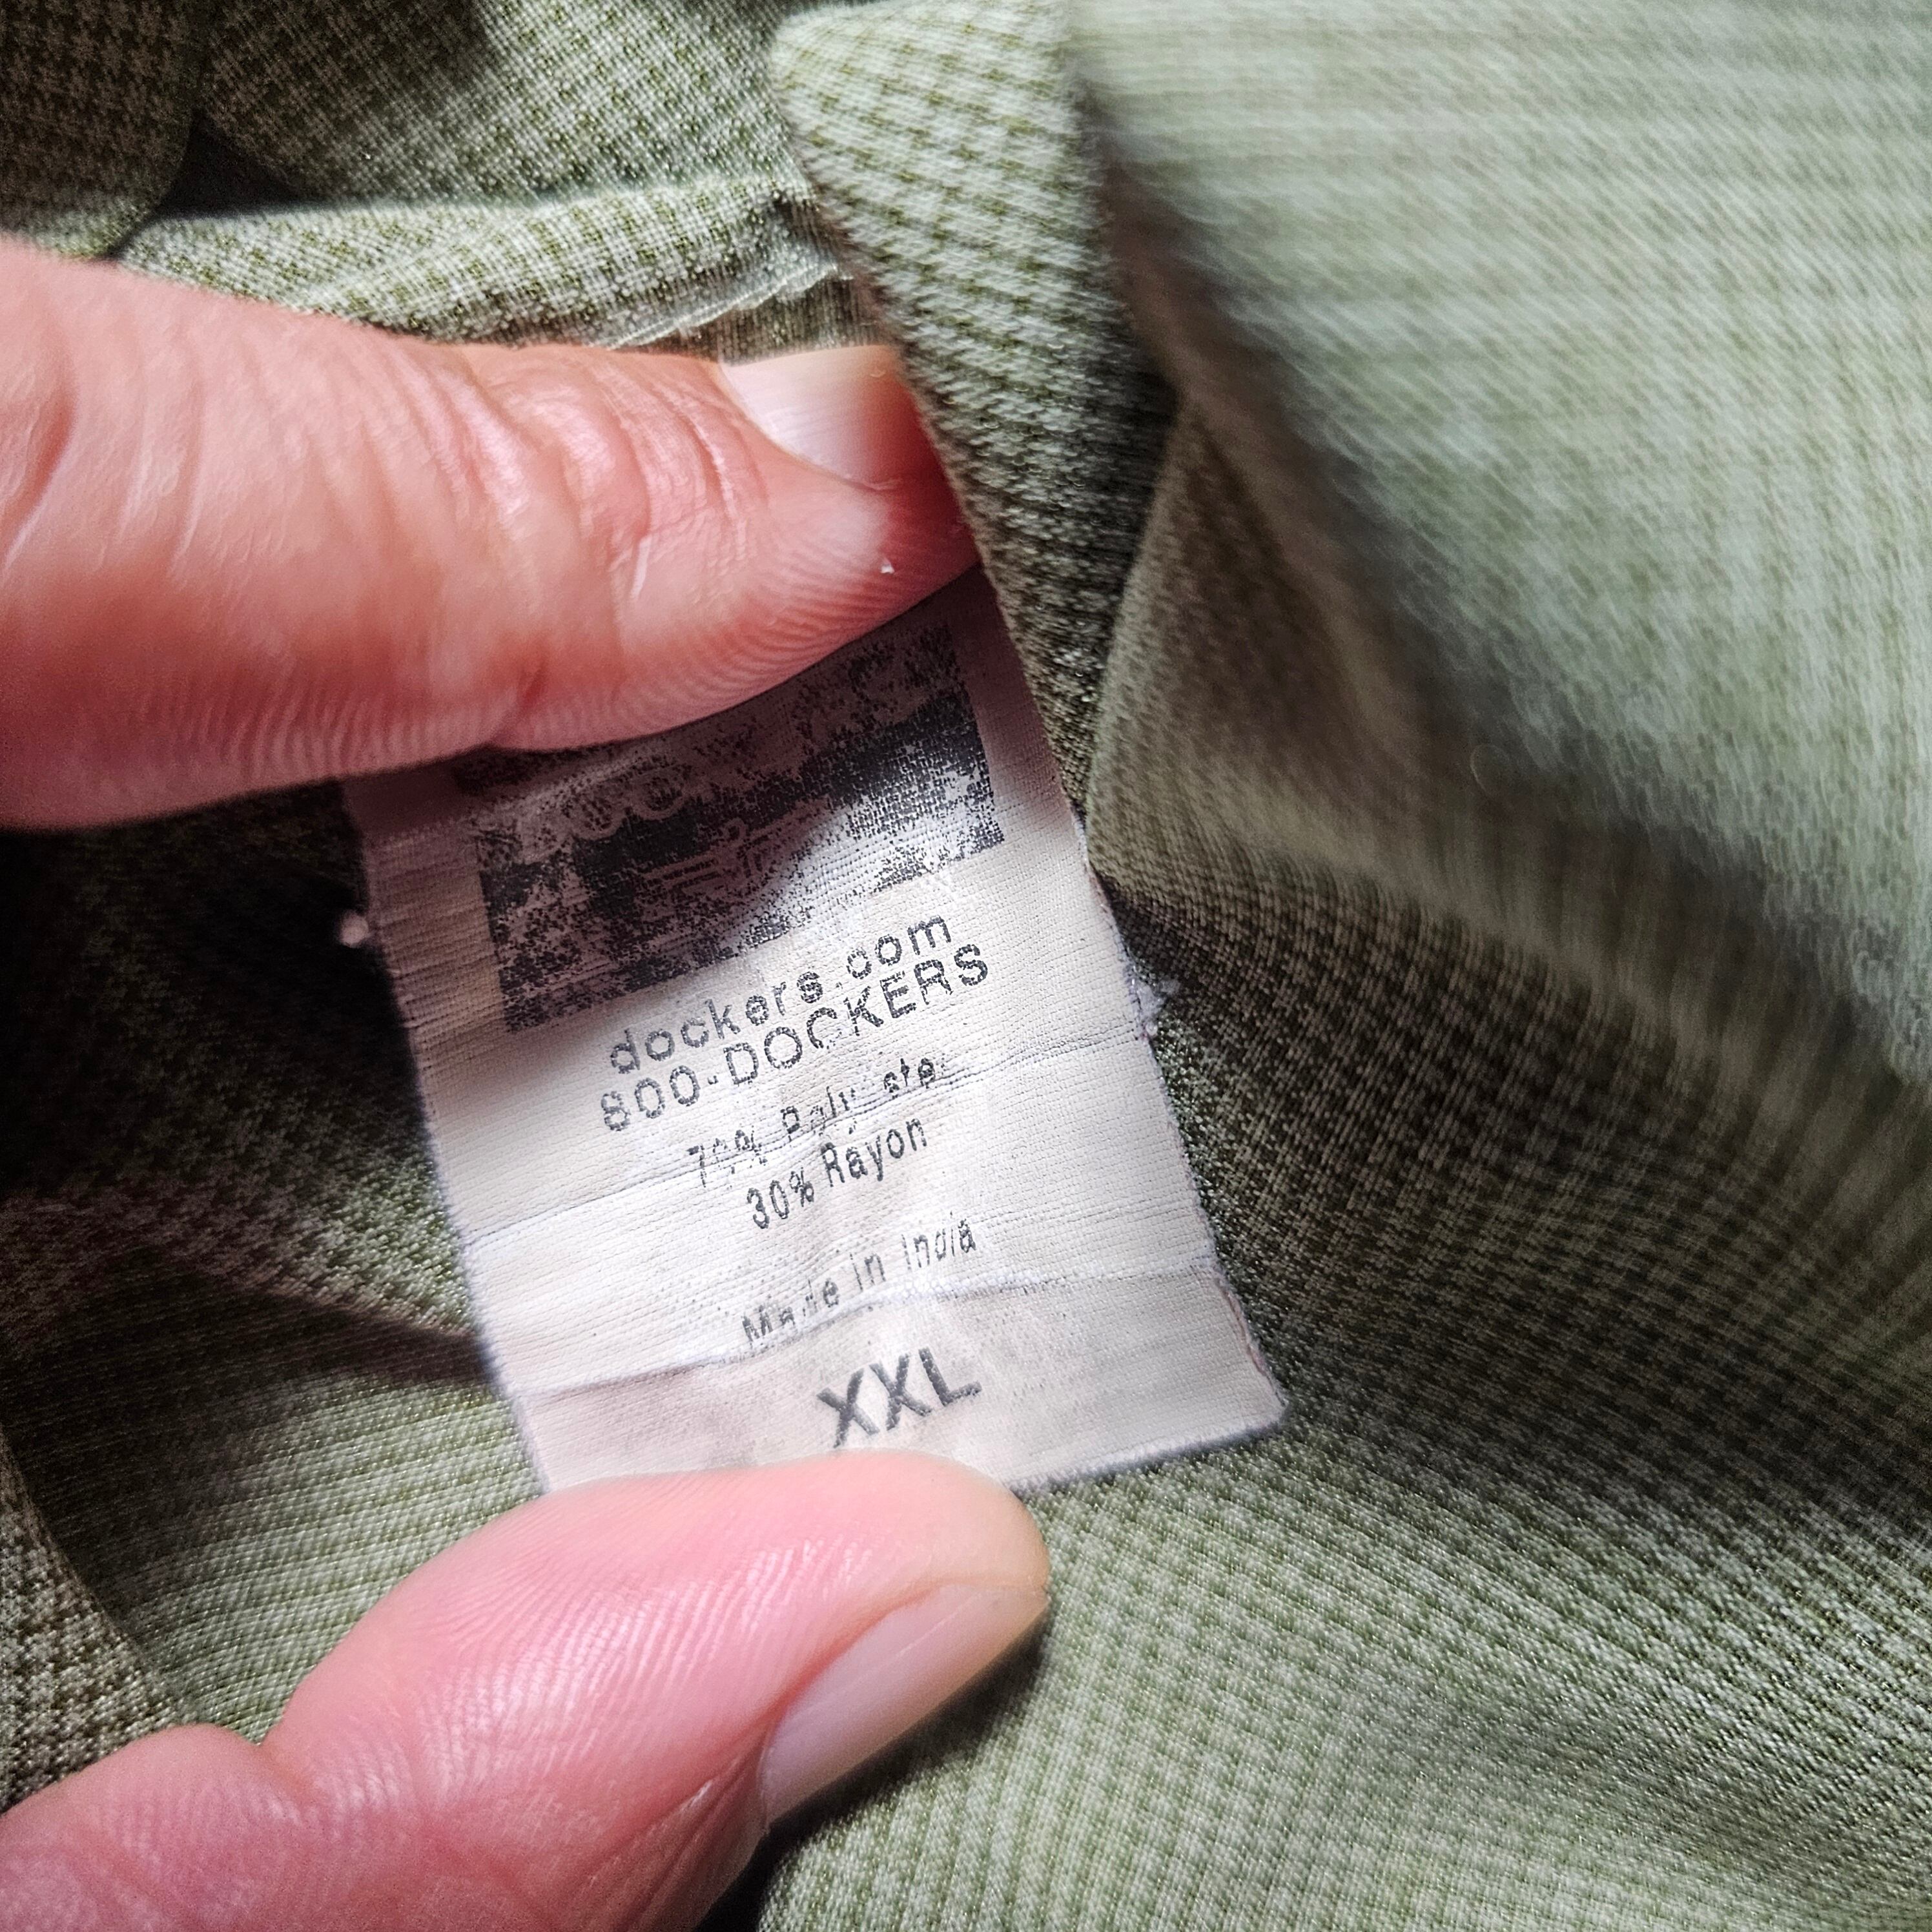 dockers.com
800-DOCKERS
70% Polyester
30% Rayon
Made in India
XXL